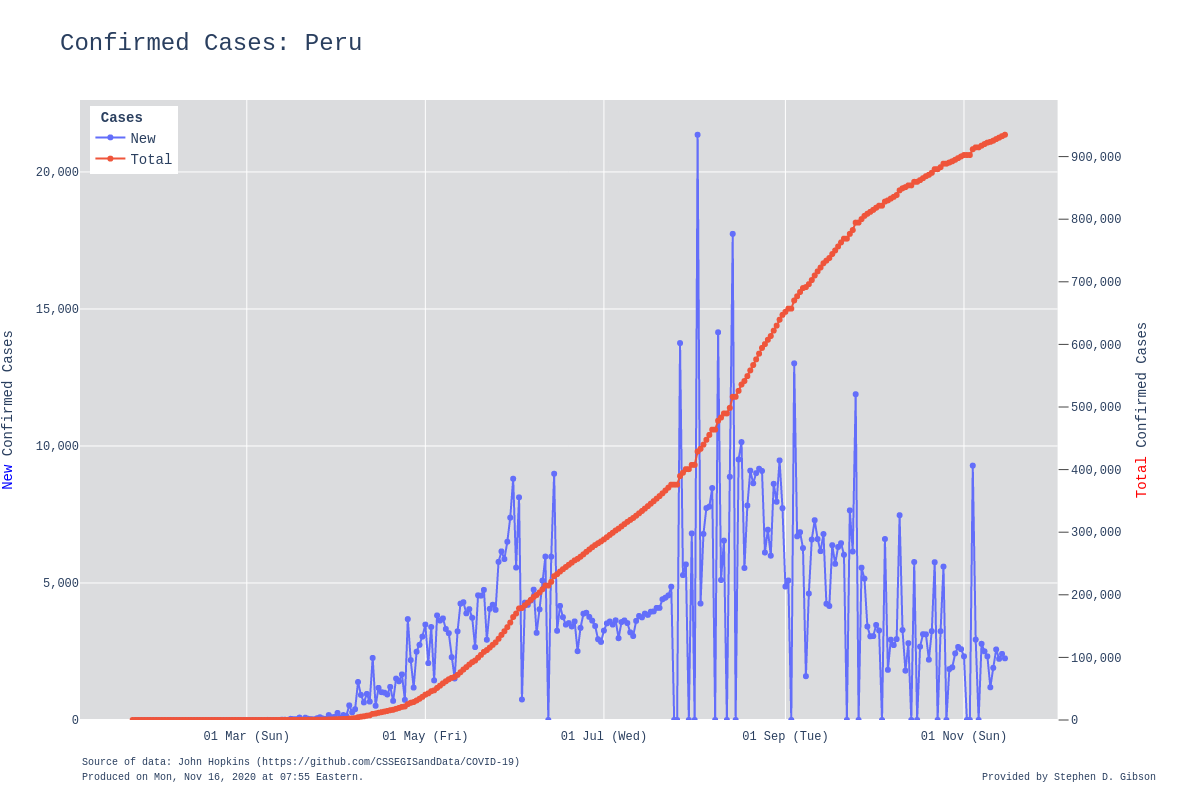 Confirmed Cases: Peru
Cases
New
Total
20,000
15,000
10,000
5,000
0
New Confirmed Cases
900,000
800,000
700,000
600,000
500,000
400,000
300,000
200,000
100,000
0
Total Confirmed Cases
01 Mar (Sun) 01 May (Fri) 01 Jul (Wed) 01 Sep (Tue) 01 Nov (Sun)
Source of data: John Hopkins (https://github.com/CSSEGISandData/COVID-19)
Produced on Mon, Nov 16, 2020 at 07:55 Eastern.
Provided by Stephen D. Gibson